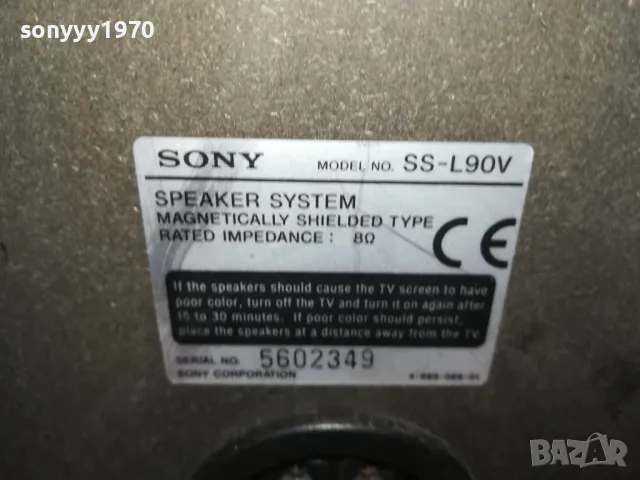 sonyyy1970
SONY MODEL NO. SS-L90V
SPEAKER SYSTEM
MAGNETICALLY SHIELDED TYPE
RATED IMPEDANCE : 8Ω
CE
If the speakers should cause the TV screen to have
poor color, turn off the TV and turn it on again after
15 to 30 minutes. If poor color should persist,
place the speakers at a distance away from the TV.
SERIAL NO. 5602349
SONY CORPORATION
BAZAR